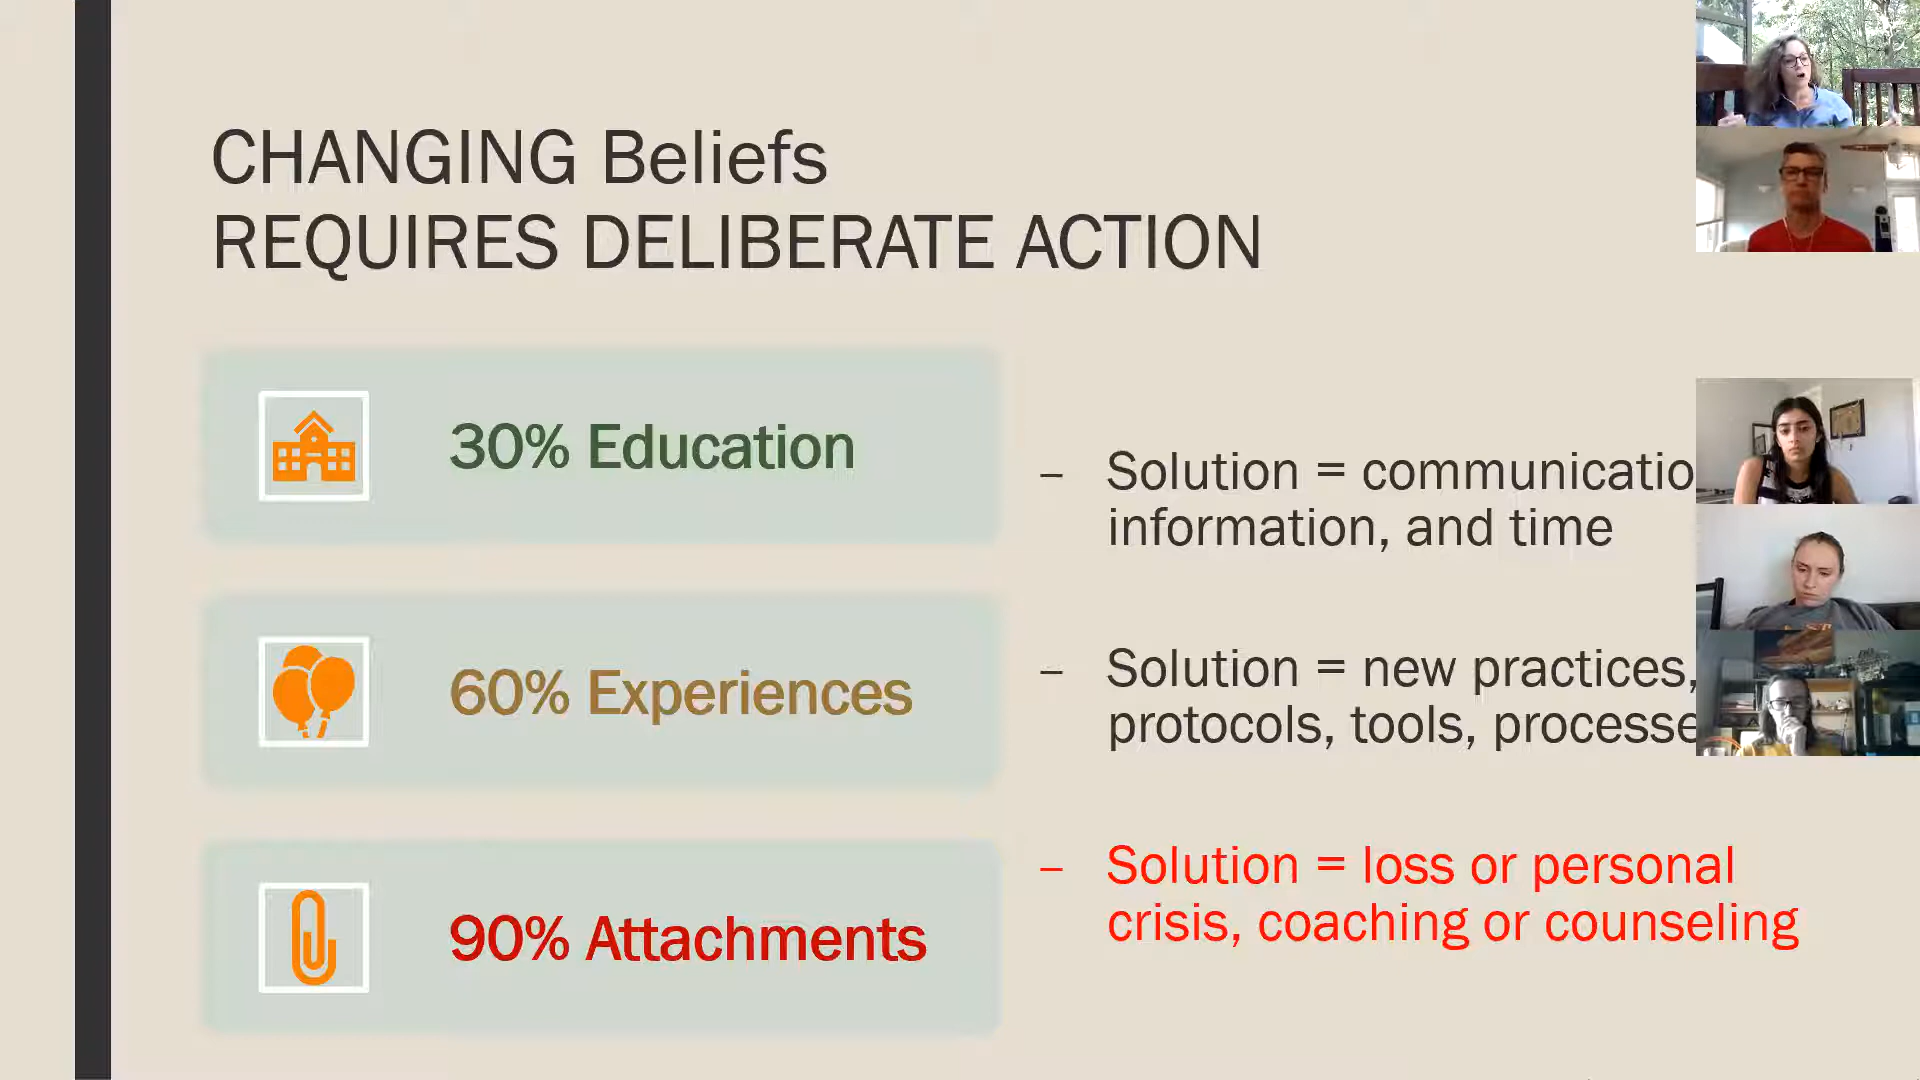 CHANGING Beliefs
REQUIRES DELIBERATE ACTION
30% Education
– Solution = communicatio
information, and time
60% Experiences
– Solution = new practices,
protocols, tools, processe
90% Attachments
– Solution = loss or personal
crisis, coaching or counseling